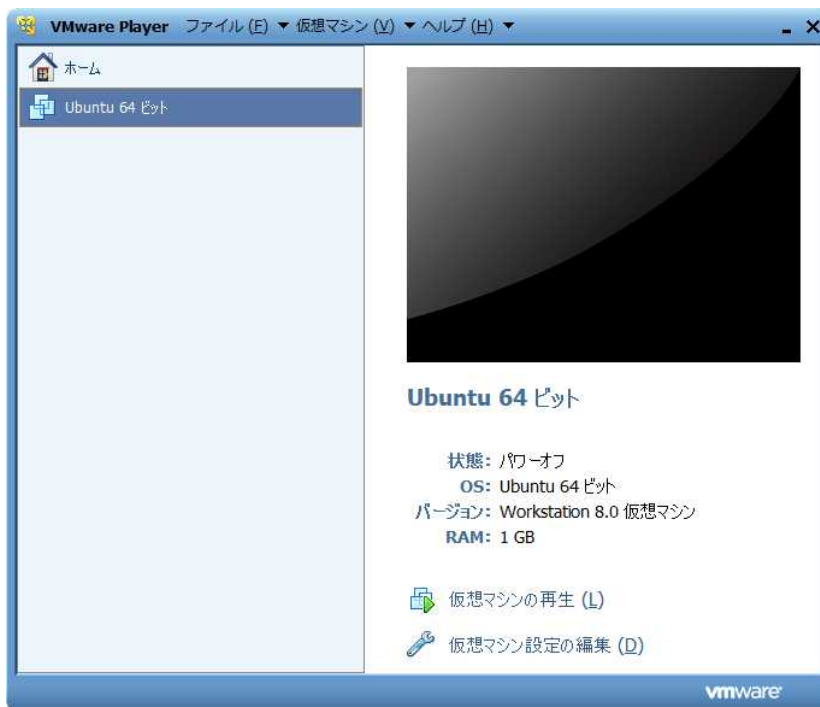 VMware Player ファイル (F) ▼ 仮想マシン (V) ▼ ヘルプ (H) ▼
ホーム
Ubuntu 64 ビット
Ubuntu 64 ビット
状態: パワーオフ
OS: Ubuntu 64 ビット
バージョン: Workstation 8.0 仮想マシン
RAM: 1 GB
仮想マシンの再生 (L)
仮想マシン設定の編集 (D)
vmware